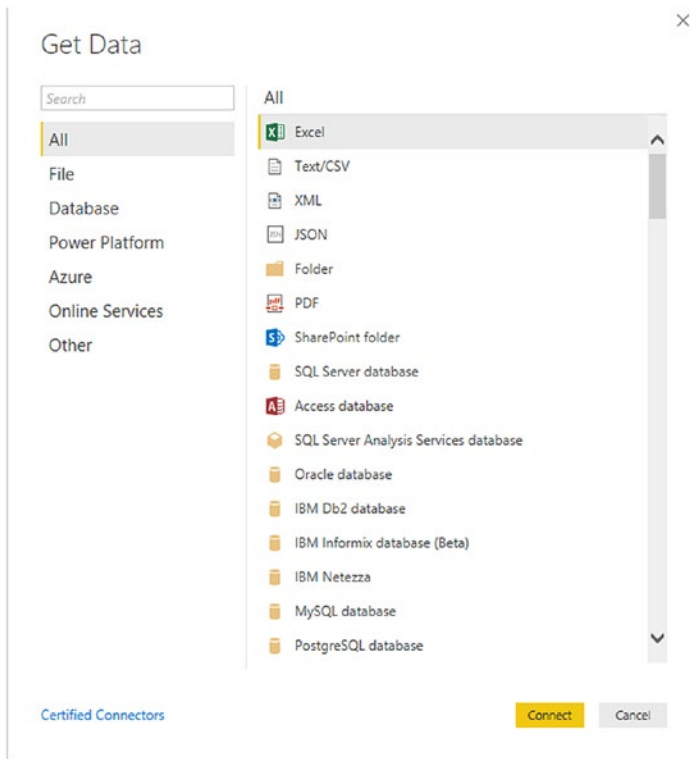 Get Data
Search
All
File
Database
Power Platform
Azure
Online Services
Other
All
Excel
Text/CSV
XML
JSON
Folder
PDF
SharePoint folder
SQL Server database
Access database
SQL Server Analysis Services database
Oracle database
IBM Db2 database
IBM Informix database (Beta)
IBM Netezza
MySQL database
PostgreSQL database
Certified Connectors
Connect
Cancel